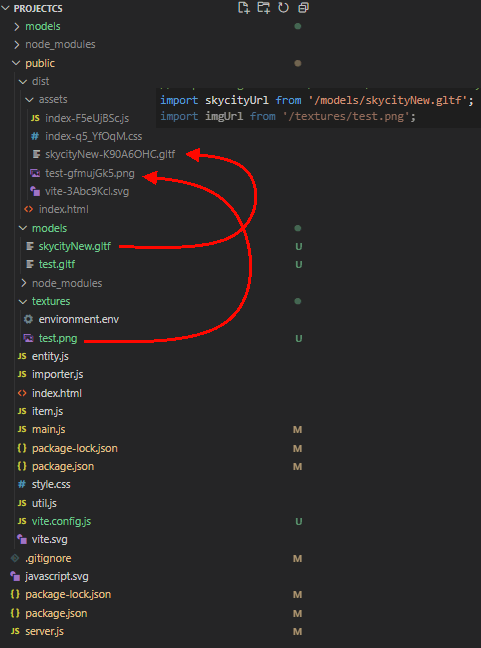 PROJECTCS
models
node_modules
public
dist
assets
import skycityUrl from '/models/skycityNew.gltf';
import imgUrl from '/textures/test.png';
JS index-F5eUjBSc.js
# index-q5_YfOqM.css
skycityNew-K90A6OHC.gltf
test-gfmujGk5.png
vite-3Abc9Kcl.svg
<> index.html
models
skycityNew.gltf
test.gltf U
node_modules
textures
environment.env
test.png U
JS entity.js
JS importer.js
<> index.html
JS item.js
JS main.js M
{} package-lock.json M
{} package.json M
# style.css
JS util.js
JS vite.config.js U
vite.svg
.gitignore M
javascript.svg
{} package-lock.json M
{} package.json M
JS server.js M